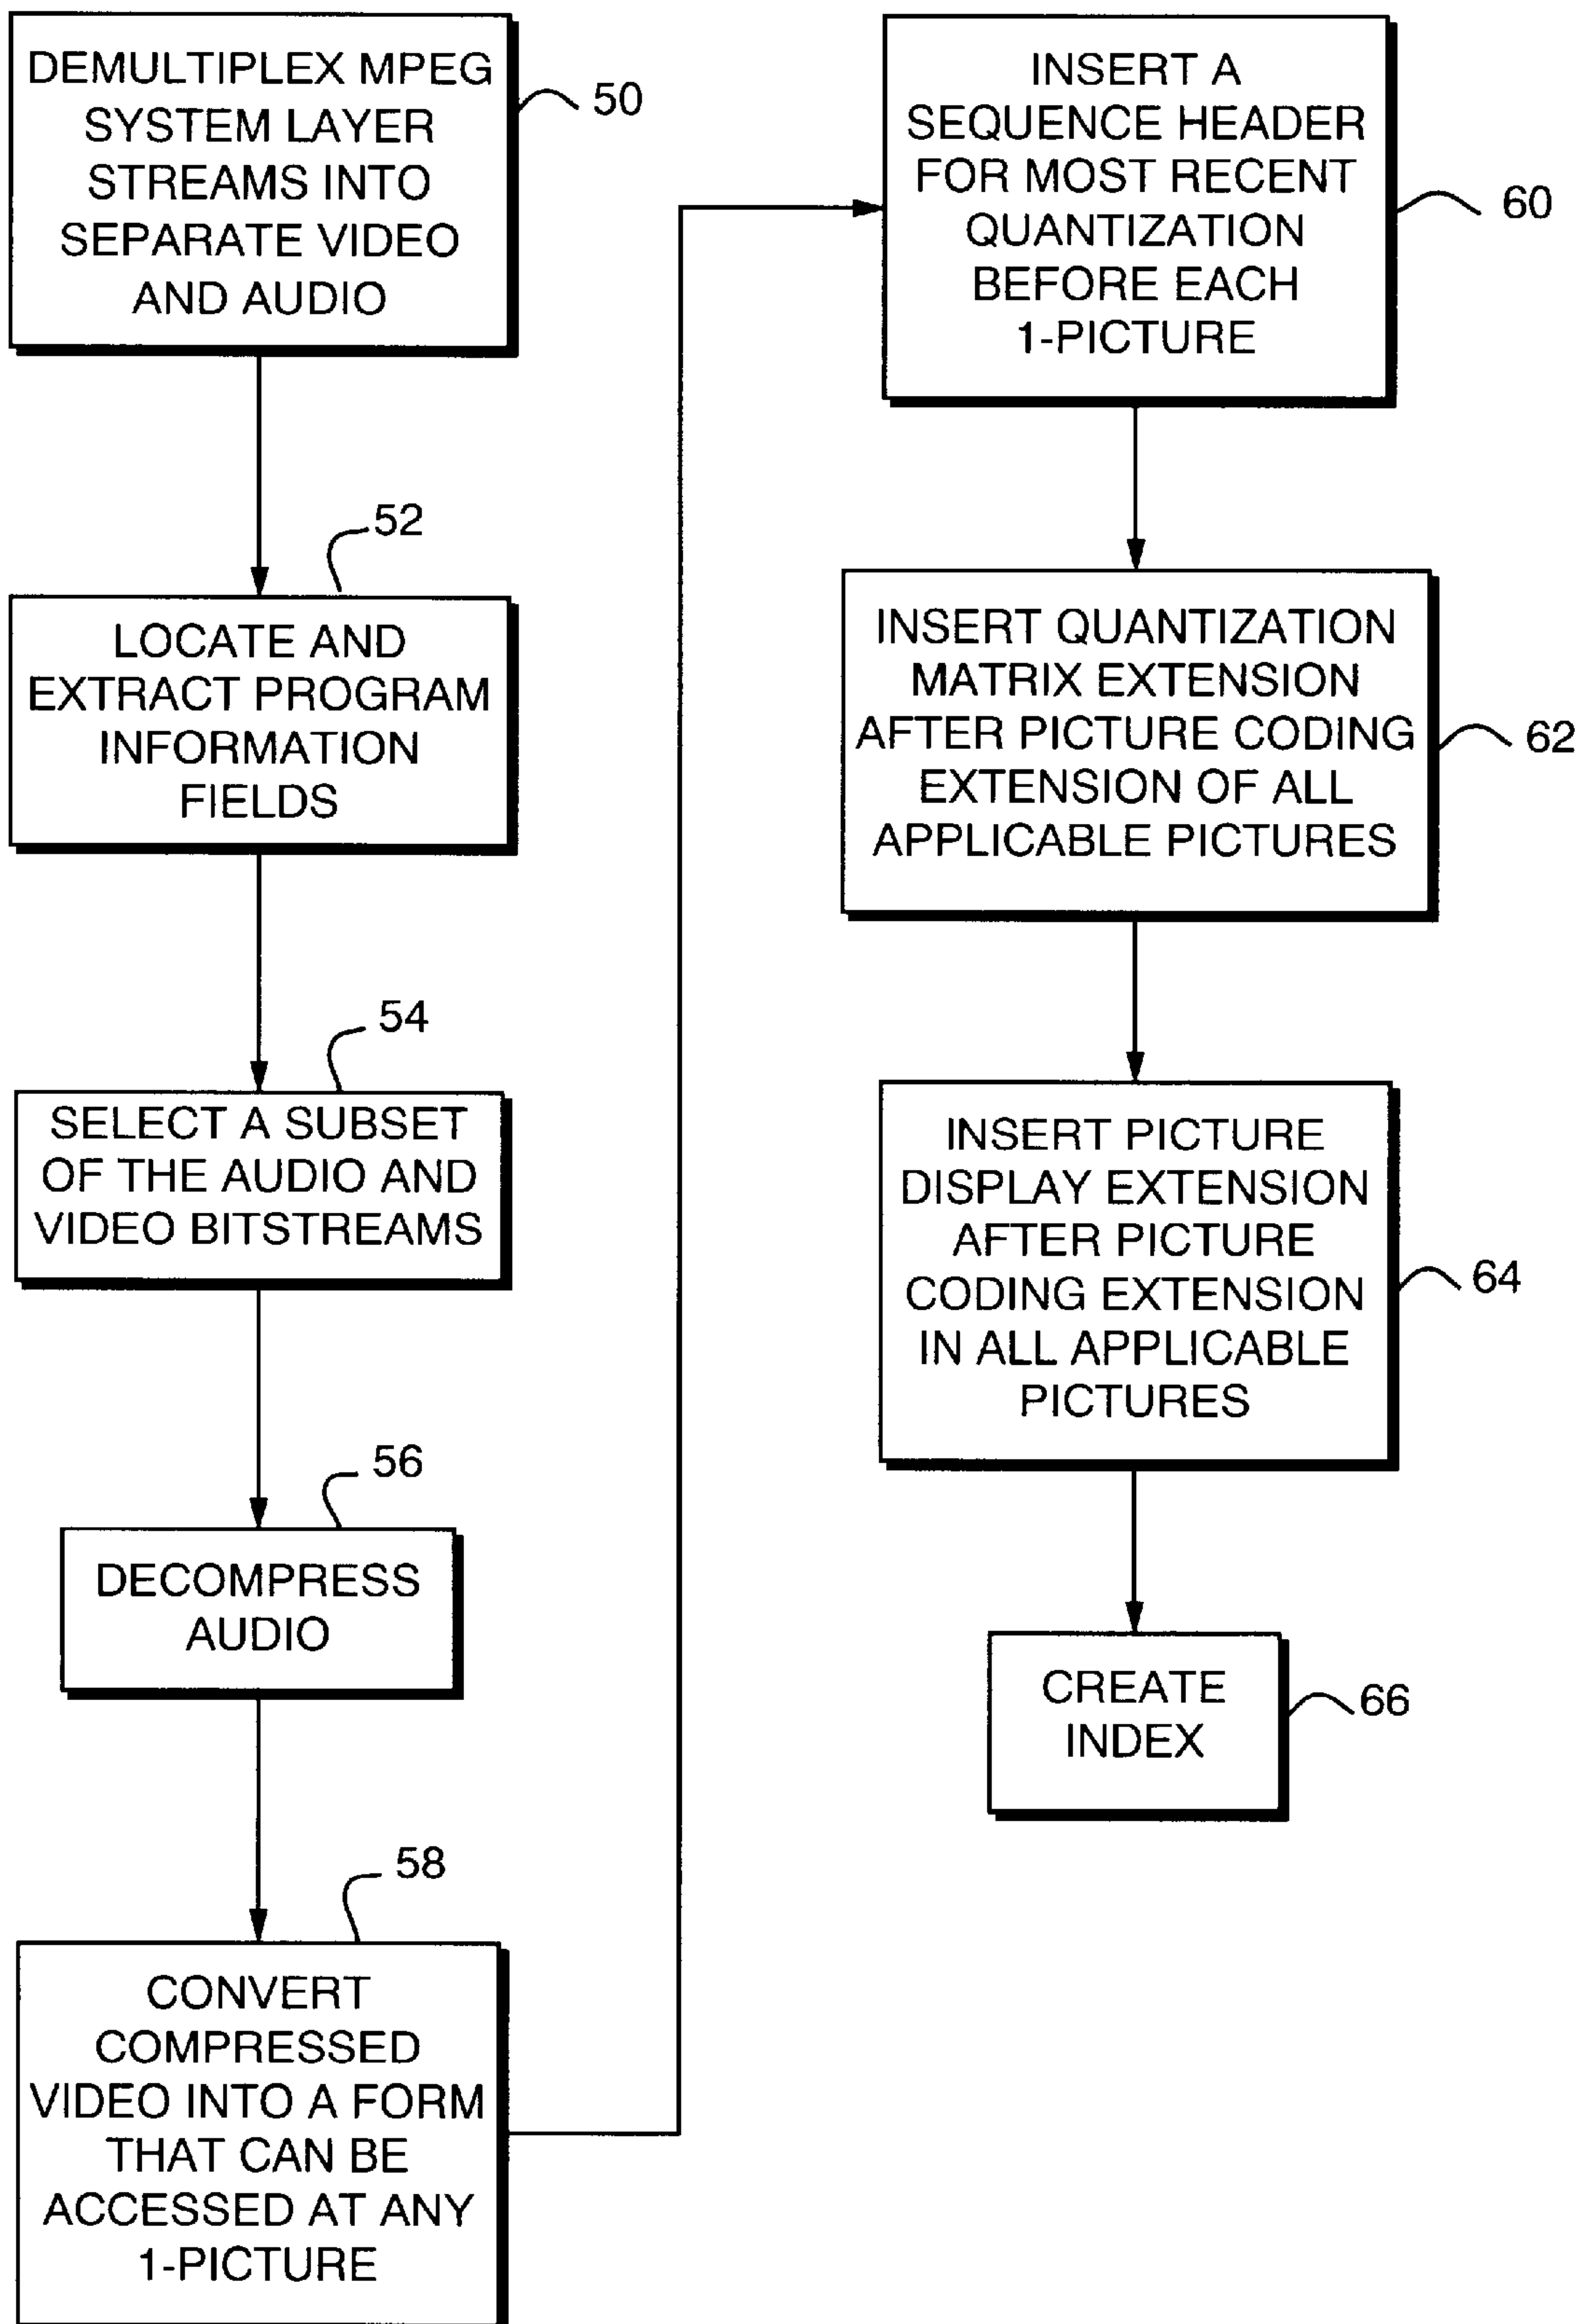 DEMULTIPLEX MPEG
SYSTEM LAYER
STREAMS INTO
SEPARATE VIDEO
AND AUDIO
50
52
LOCATE AND
EXTRACT PROGRAM
INFORMATION
FIELDS
54
SELECT A SUBSET
OF THE AUDIO AND
VIDEO BITSTREAMS
56
DECOMPRESS
AUDIO
58
CONVERT
COMPRESSED
VIDEO INTO A FORM
THAT CAN BE
ACCESSED AT ANY
1-PICTURE
INSERT A
SEQUENCE HEADER
FOR MOST RECENT
QUANTIZATION
BEFORE EACH
1-PICTURE
60
INSERT QUANTIZATION
MATRIX EXTENSION
AFTER PICTURE CODING
EXTENSION OF ALL
APPLICABLE PICTURES
62
INSERT PICTURE
DISPLAY EXTENSION
AFTER PICTURE
CODING EXTENSION
IN ALL APPLICABLE
PICTURES
64
CREATE
INDEX
66